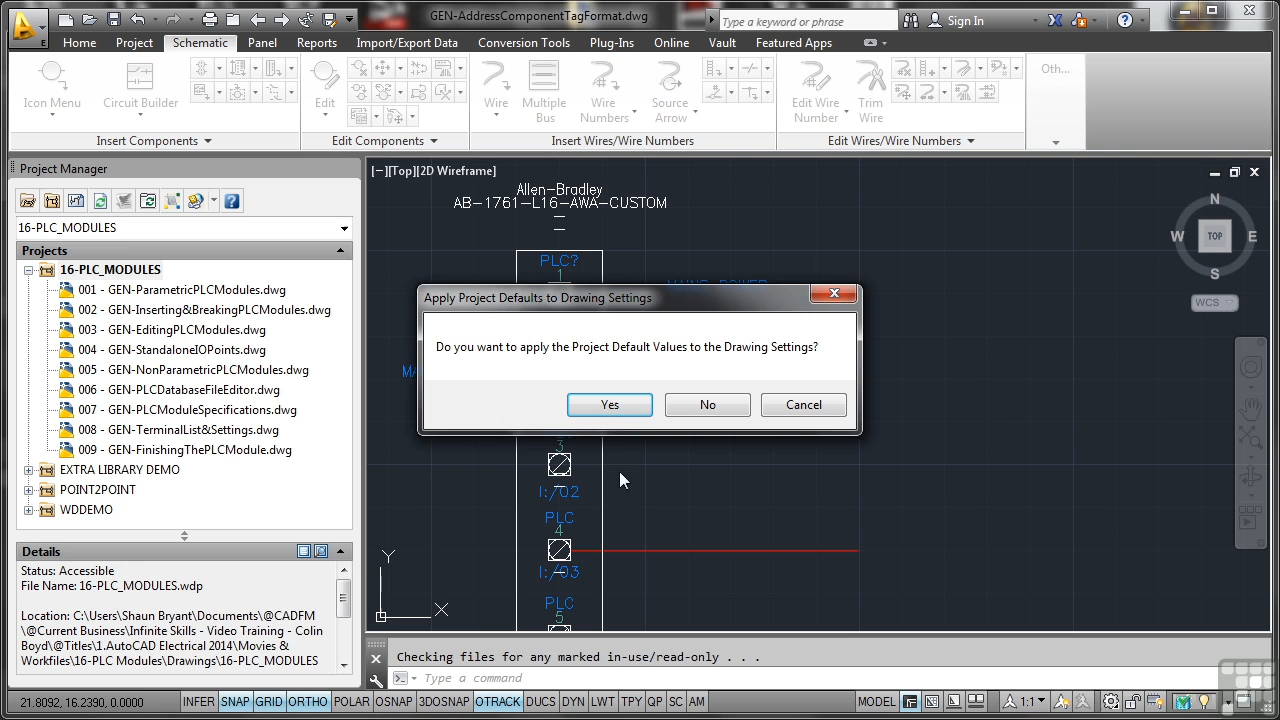 GEN-AddressComponentTagFormat.dwg
Type a keyword or phrase
Sign In
E
Home Project Schematic Panel Reports Import/Export Data Conversion Tools Plug-Ins Online Vault Featured Apps
Icon Menu
Circuit Builder
Edit
Wire
Multiple Bus
Wire Numbers
Source Arrow
Edit Wire Number
Trim Wire
Oth...
Insert Components
Edit Components
Insert Wires/Wire Numbers
Edit Wires/Wire Numbers
Project Manager
16-PLC_MODULES
Projects
16-PLC_MODULES
001 - GEN-ParametricPLCModules.dwg
002 - GEN-Inserting&BreakingPLCModules.dwg
003 - GEN-EditingPLCModules.dwg
004 - GEN-StandaloneIOPoints.dwg
005 - GEN-NonParametricPLCModules.dwg
006 - GEN-PLCDatabaseFileEditor.dwg
007 - GEN-PLCModuleSpecifications.dwg
008 - GEN-TerminalList&Settings.dwg
009 - GEN-FinishingThePLCModule.dwg
EXTRA LIBRARY DEMO
POINT2POINT
WDDEMO
Details
Status: Accessible
File Name: 16-PLC_MODULES.wdp
Location: C:\Users\Shaun Bryant\Documents\@CADFM
\@Current Business\Infinite Skills - Video Training - Colin
Boyd\@Titles\1.AutoCAD Electrical 2014\Movies &
Workfiles\16-PLC Modules\Drawings\16-PLC_MODULES
[−][Top][2D Wireframe]
Allen-Bradley
AB-1761-L16-AWA-CUSTOM
PLC?
1
MAINS POWER
MA
Apply Project Defaults to Drawing Settings
Do you want to apply the Project Default Values to the Drawing Settings?
Yes
No
Cancel
3
I:/02
PLC
4
I:/03
PLC
5
Y
X
N
W
TOP
E
S
WCS
Checking files for any marked in-use/read-only . . .
Type a command
21.8092, 16.2390, 0.0000
INFER SNAP GRID ORTHO POLAR OSNAP 3DOSNAP OTRACK DUCS DYN LWT TPY QP SC AM
MODEL
1:1